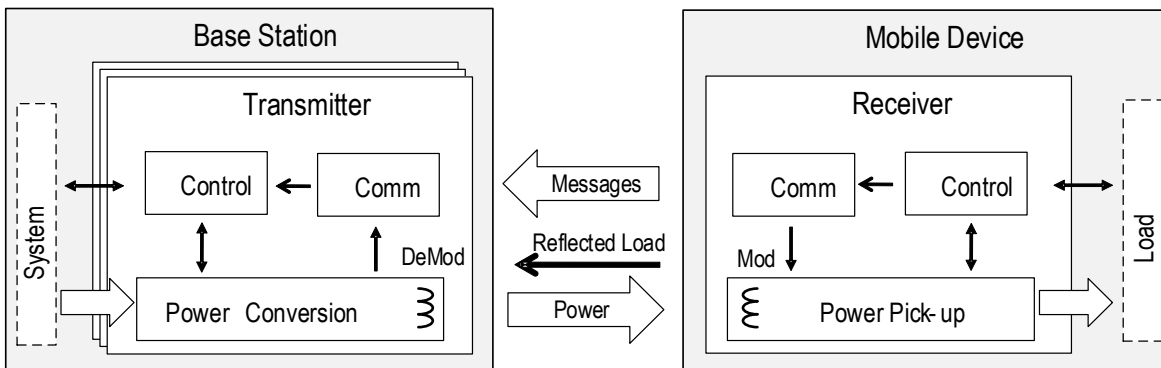 Base Station
Mobile Device
Transmitter
Receiver
System
Control
Comm
DeMod
Power Conversion
Messages
Reflected Load
Power
Comm
Control
Mod
Power Pick-up
Load